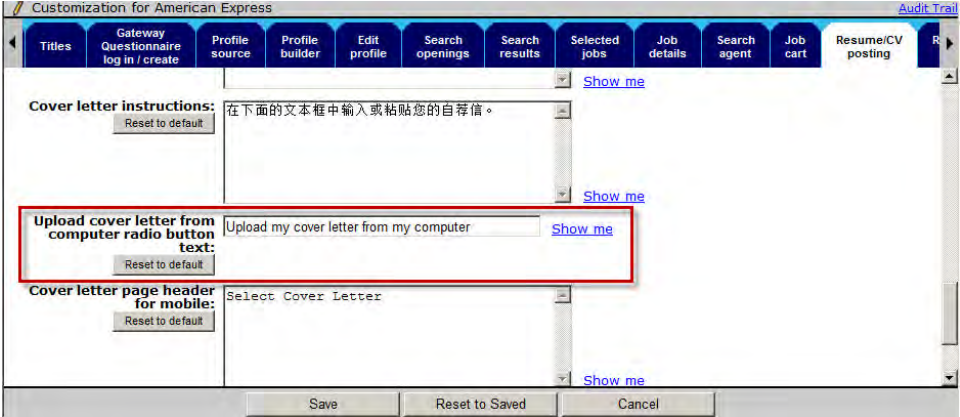 Customization for American Express
Audit Trail
Titles
Gateway
Questionnaire
log in / create
Profile
source
Profile
builder
Edit
profile
Search
openings
Search
results
Selected
jobs
Job
details
Search
agent
Job
cart
Resume/CV
posting
R
Show me
Cover letter instructions:
Reset to default
在下面的文本框中输入或粘贴您的自荐信。
Show me
Upload cover letter from
computer radio button
text:
Reset to default
Upload my cover letter from my computer
Show me
Cover letter page header
for mobile:
Reset to default
Select Cover Letter
Show me
Save
Reset to Saved
Cancel